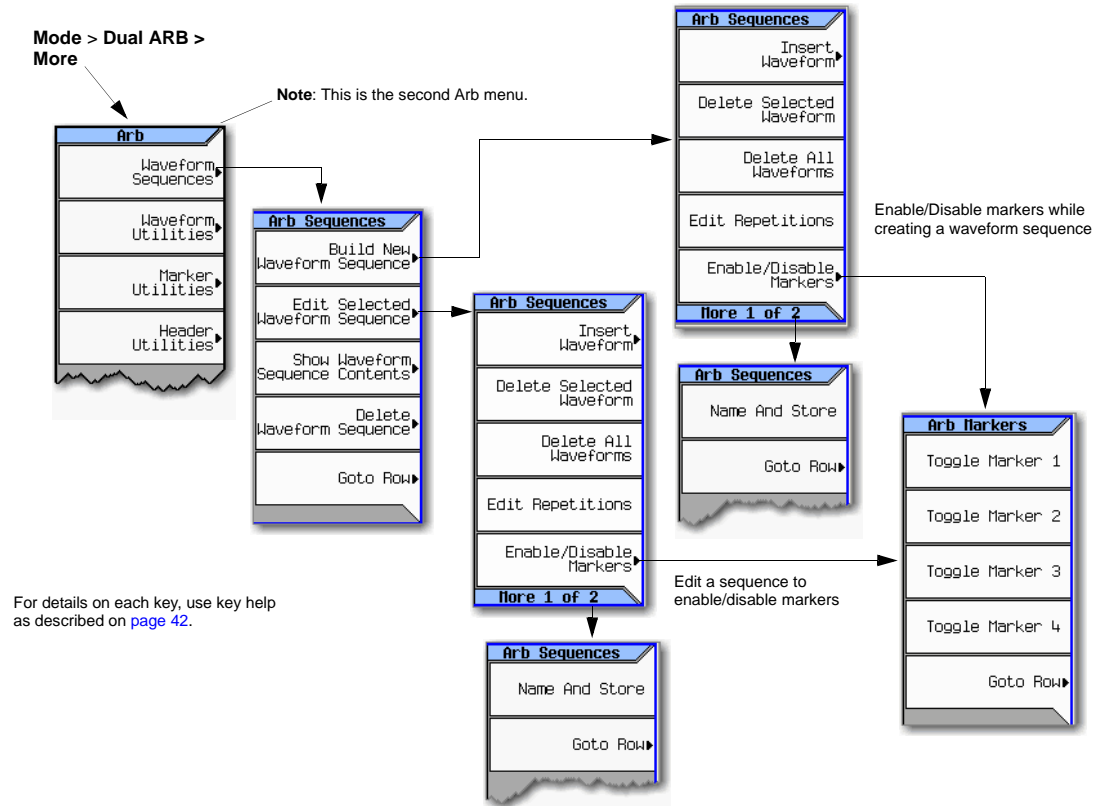 Mode > Dual ARB >
More
Note: This is the second Arb menu.
Arb
Waveform
Sequences
Waveform
Utilities
Marker
Utilities
Header
Utilities
Arb Sequences
Build New
Waveform Sequence
Edit Selected
Waveform Sequence
Show Waveform
Sequence Contents
Delete
Waveform Sequence
Goto Row
Arb Sequences
Insert
Waveform
Delete Selected
Waveform
Delete All
Waveforms
Edit Repetitions
Enable/Disable
Markers
More 1 of 2
Arb Sequences
Name And Store
Goto Row
Arb Sequences
Insert
Waveform
Delete Selected
Waveform
Delete All
Waveforms
Edit Repetitions
Enable/Disable
Markers
More 1 of 2
Arb Sequences
Name And Store
Goto Row
Enable/Disable markers while
creating a waveform sequence
Edit a sequence to
enable/disable markers
Arb Markers
Toggle Marker 1
Toggle Marker 2
Toggle Marker 3
Toggle Marker 4
Goto Row
For details on each key, use key help
as described on page 42.